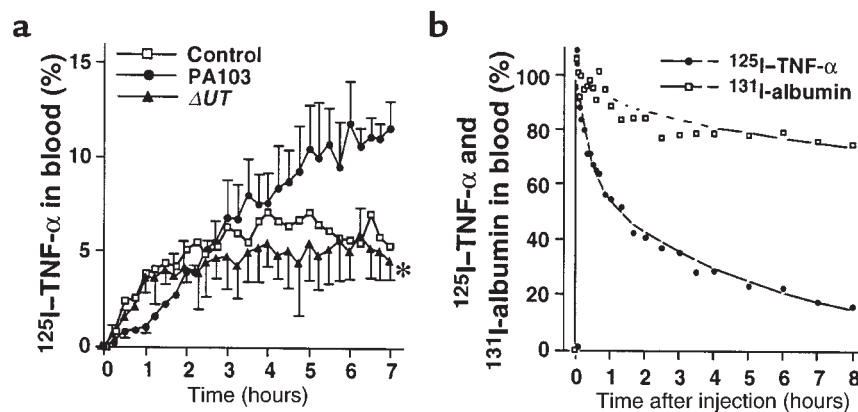 a
Control
PA103
ΔUT
15
10
5
0
¹²⁵I–TNF-α in blood (%)
*
0 1 2 3 4 5 6 7
Time (hours)
b
¹²⁵I–TNF-α
¹³¹I-albumin
100
80
60
40
20
0
¹²⁵I–TNF-α and
¹³¹I-albumin in blood (%)
0 1 2 3 4 5 6 7 8
Time after injection (hours)